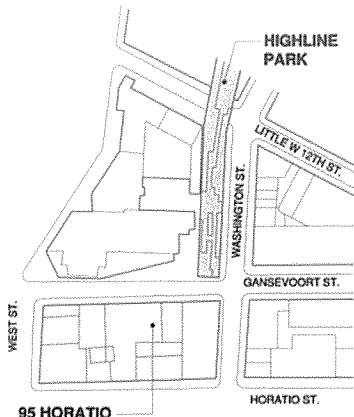 HIGHLINE
PARK
LITTLE W 12TH ST.
WASHINGTON ST.
GANSEVOORT ST.
WEST ST.
HORATIO ST.
95 HORATIO